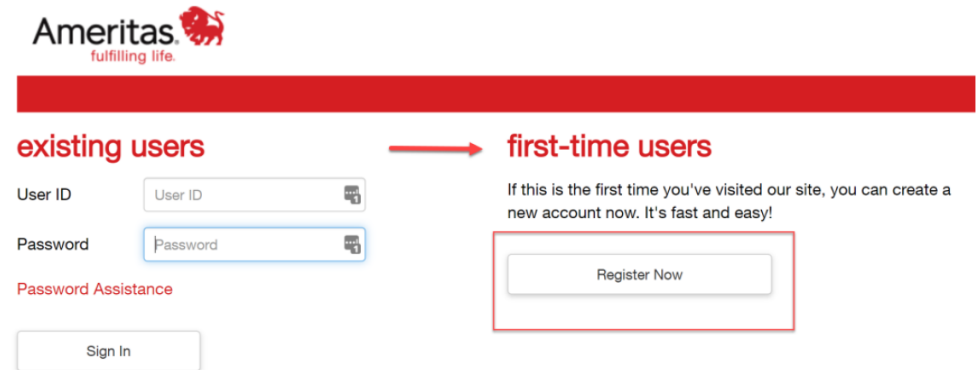 Ameritas.
fulfilling life.
existing users
User ID
User ID
Password
Password
Password Assistance
Sign In
first-time users
If this is the first time you've visited our site, you can create a
new account now. It's fast and easy!
Register Now